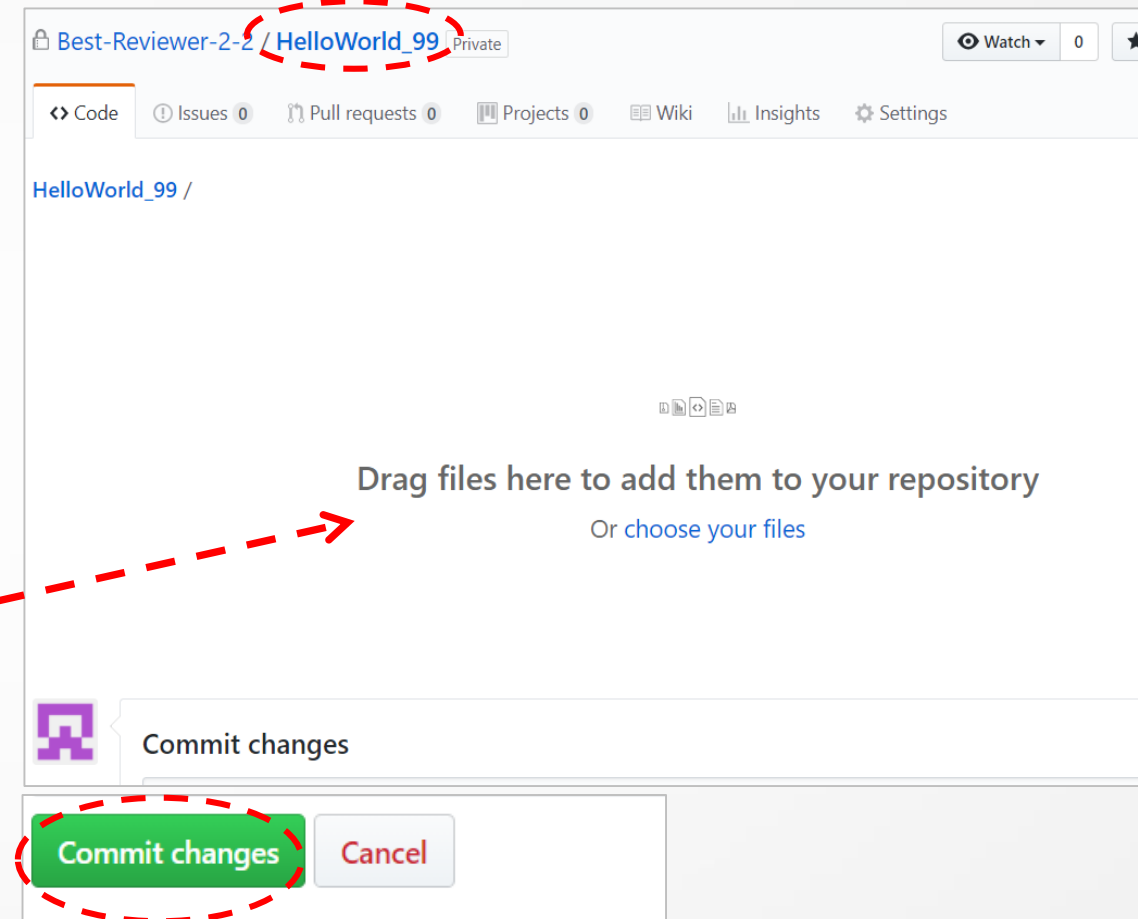 Best-Reviewer-2-2 / HelloWorld_99 Private Watch 0
Code Issues 0 Pull requests 0 Projects 0 Wiki Insights Settings
HelloWorld_99 /
Drag files here to add them to your repository
Or choose your files
Commit changes
Commit changes Cancel